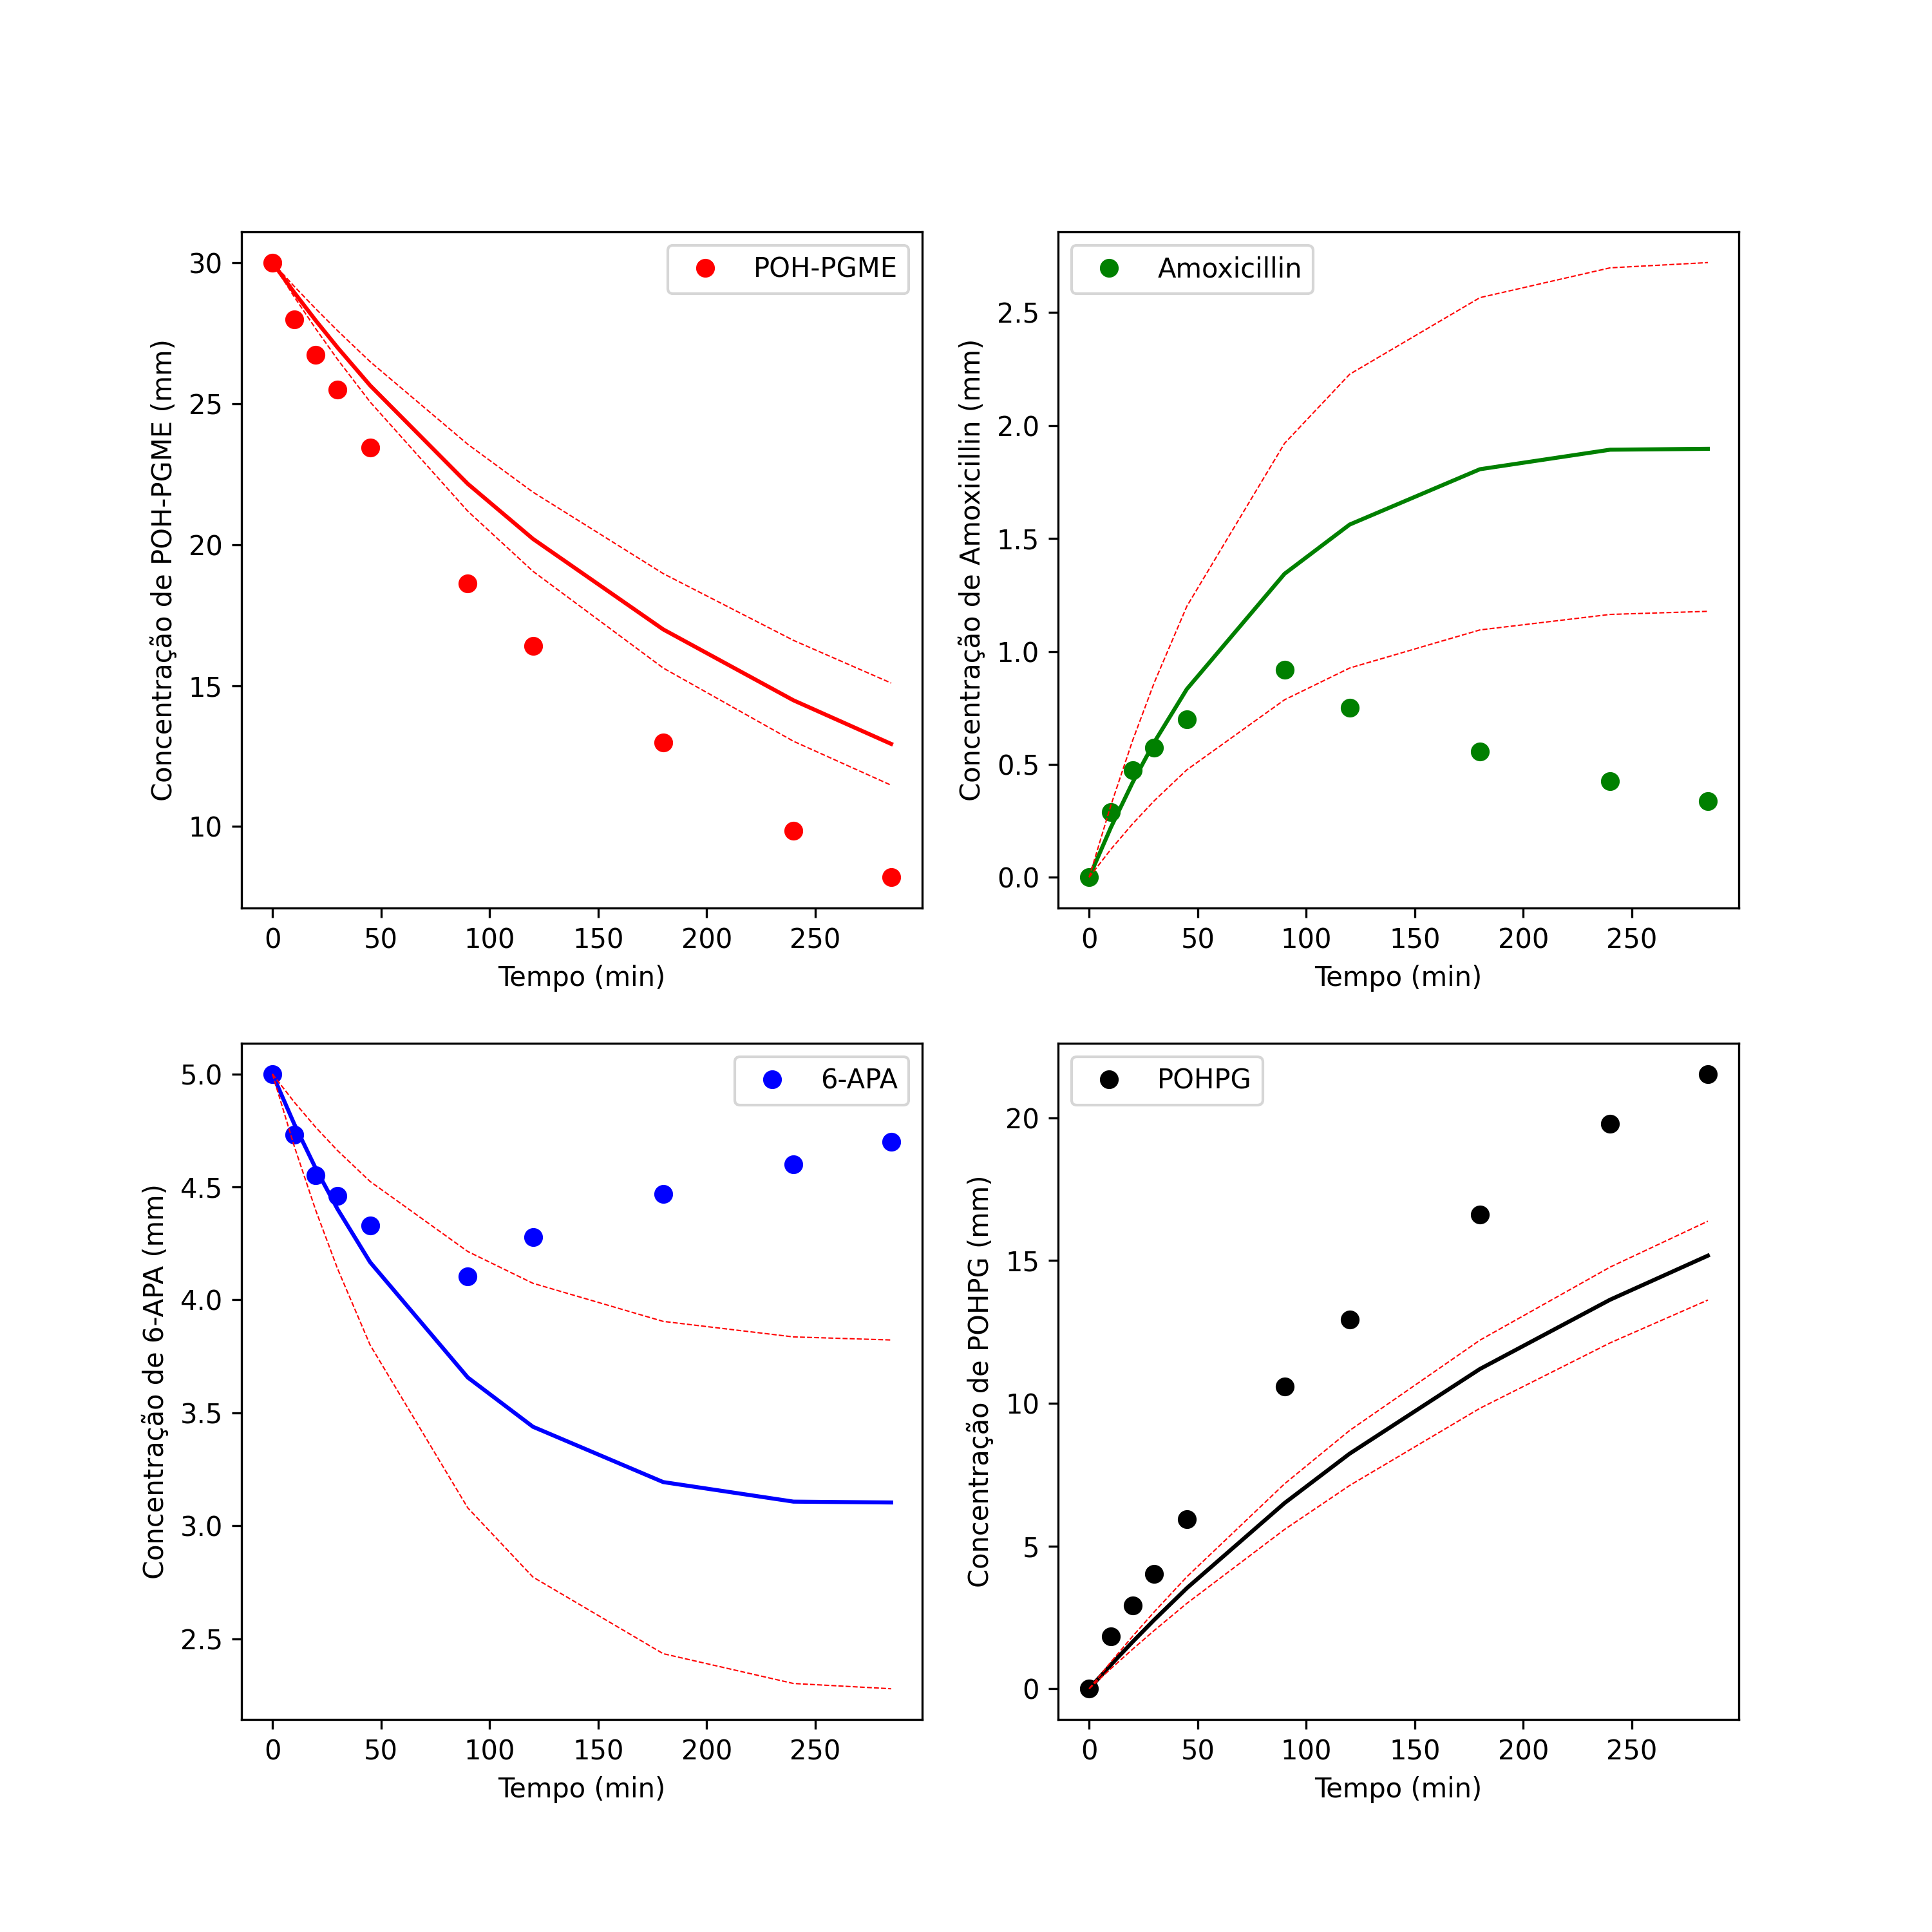 POH-PGME
Concentração de POH-PGME (mm)
30
25
20
15
10
0 50 100 150 200 250
Tempo (min)
Amoxicillin
Concentração de Amoxicillin (mm)
2.5
2.0
1.5
1.0
0.5
0.0
0 50 100 150 200 250
Tempo (min)
6-APA
Concentração de 6-APA (mm)
5.0
4.5
4.0
3.5
3.0
2.5
0 50 100 150 200 250
Tempo (min)
POHPG
Concentração de POHPG (mm)
20
15
10
5
0
0 50 100 150 200 250
Tempo (min)